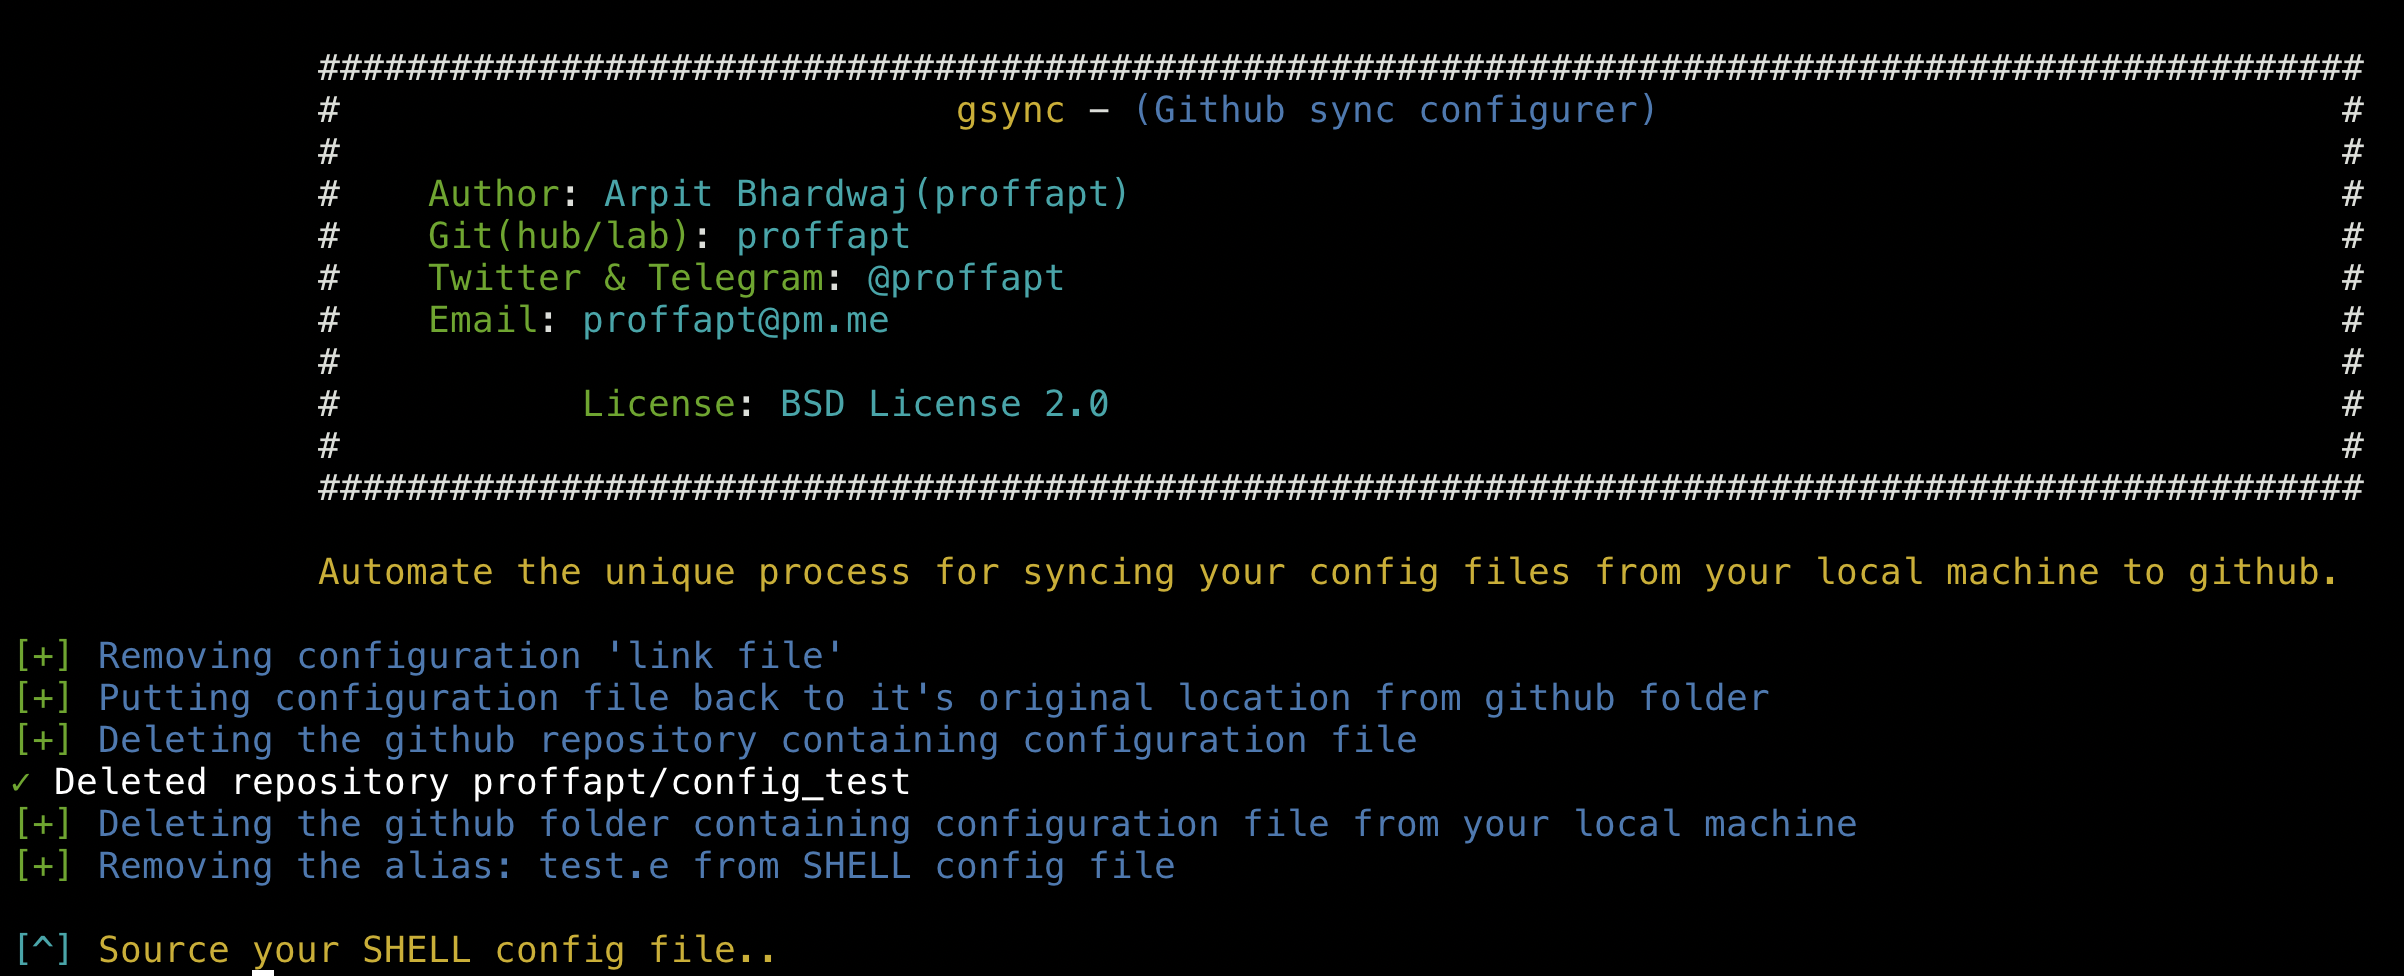 #############################################################################################
# gsync - (Github sync configurer) #
# #
# Author: Arpit Bhardwaj(proffapt) #
# Git(hub/lab): proffapt #
# Twitter & Telegram: @proffapt #
# Email: proffapt@pm.me #
# #
# License: BSD License 2.0 #
# #
#############################################################################################
Automate the unique process for syncing your config files from your local machine to github.
[+] Removing configuration 'link file'
[+] Putting configuration file back to it's original location from github folder
[+] Deleting the github repository containing configuration file
✓ Deleted repository proffapt/config_test
[+] Deleting the github folder containing configuration file from your local machine
[+] Removing the alias: test.e from SHELL config file
[^] Source your SHELL config file..